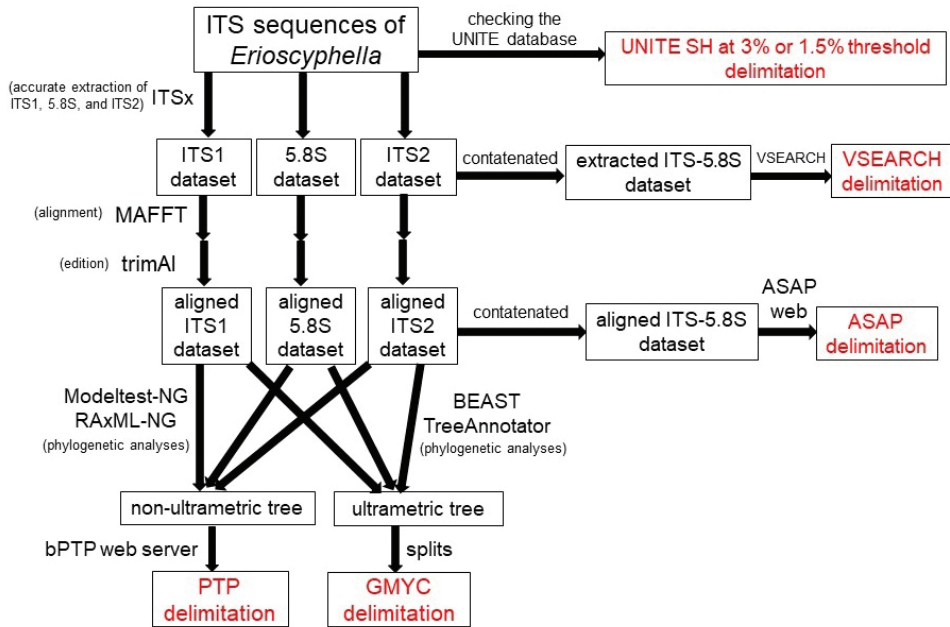 ITS sequences of
Erioscyphella
checking the
UNITE database
UNITE SH at 3% or 1.5% threshold
delimitation
(accurate extraction of
ITS1, 5.8S, and ITS2)
ITSx
ITS1
dataset
5.8S
dataset
ITS2
dataset
contatenated
extracted ITS-5.8S
dataset
VSEARCH
VSEARCH
delimitation
(alignment)
MAFFT
(edition)
trimAl
aligned
ITS1
dataset
aligned
5.8S
dataset
aligned
ITS2
dataset
contatenated
aligned ITS-5.8S
dataset
ASAP
web
ASAP
delimitation
Modeltest-NG
RAxML-NG
(phylogenetic analyses)
BEAST
TreeAnnotator
(phylogenetic analyses)
non-ultrametric tree
ultrametric tree
bPTP web server
splits
PTP
delimitation
GMYC
delimitation